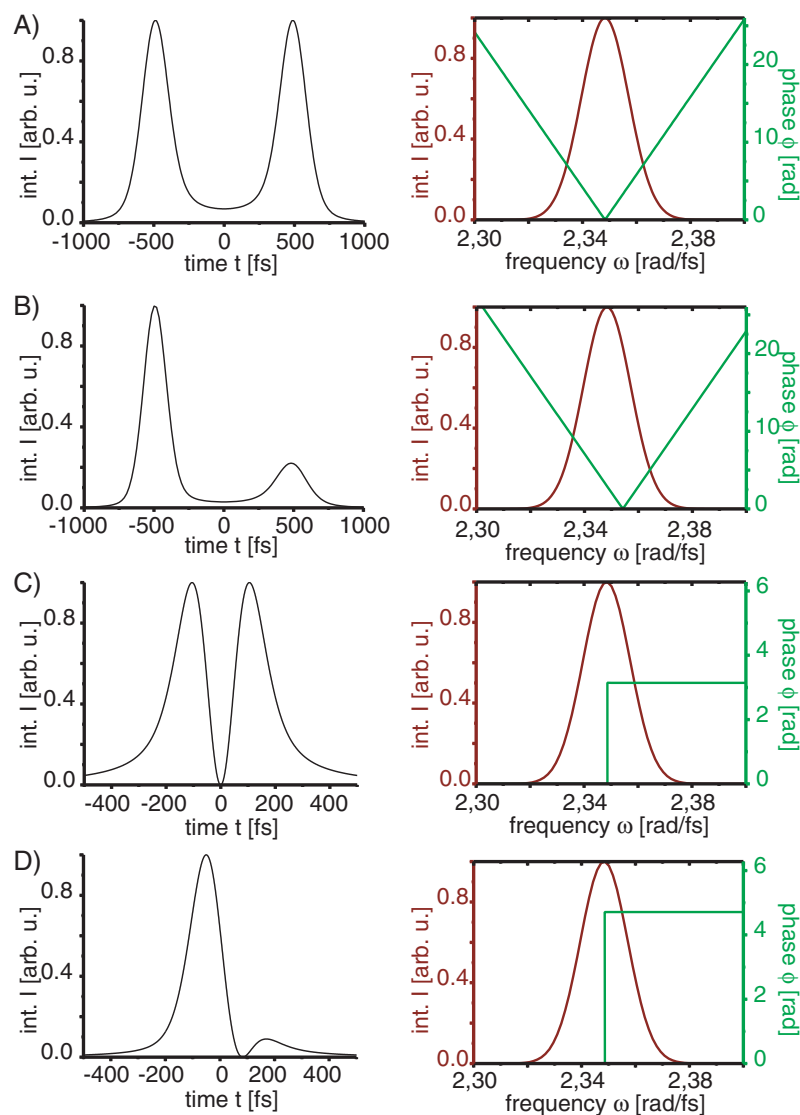 A)
int. I [arb. u.]
0.8
0.4
0.0
-1000 -500 0 500 1000
time t [fs]
int. I [arb. u.]
0.8
0.4
0.0
2,30 2,34 2,38
frequency ω [rad/fs]
20
10
0
phase ϕ [rad]
B)
int. I [arb. u.]
0.8
0.4
0.0
-1000 -500 0 500 1000
time t [fs]
int. I [arb. u.]
0.8
0.4
0.0
2,30 2,34 2,38
frequency ω [rad/fs]
20
10
0
phase ϕ [rad]
C)
int. I [arb. u.]
0.8
0.4
0.0
-400 -200 0 200 400
time t [fs]
int. I [arb. u.]
0.8
0.4
0.0
2,30 2,34 2,38
frequency ω [rad/fs]
6
4
2
0
phase ϕ [rad]
D)
int. I [arb. u.]
0.8
0.4
0.0
-400 -200 0 200 400
time t [fs]
int. I [arb. u.]
0.8
0.4
0.0
2,30 2,34 2,38
frequency ω [rad/fs]
6
4
2
0
phase ϕ [rad]